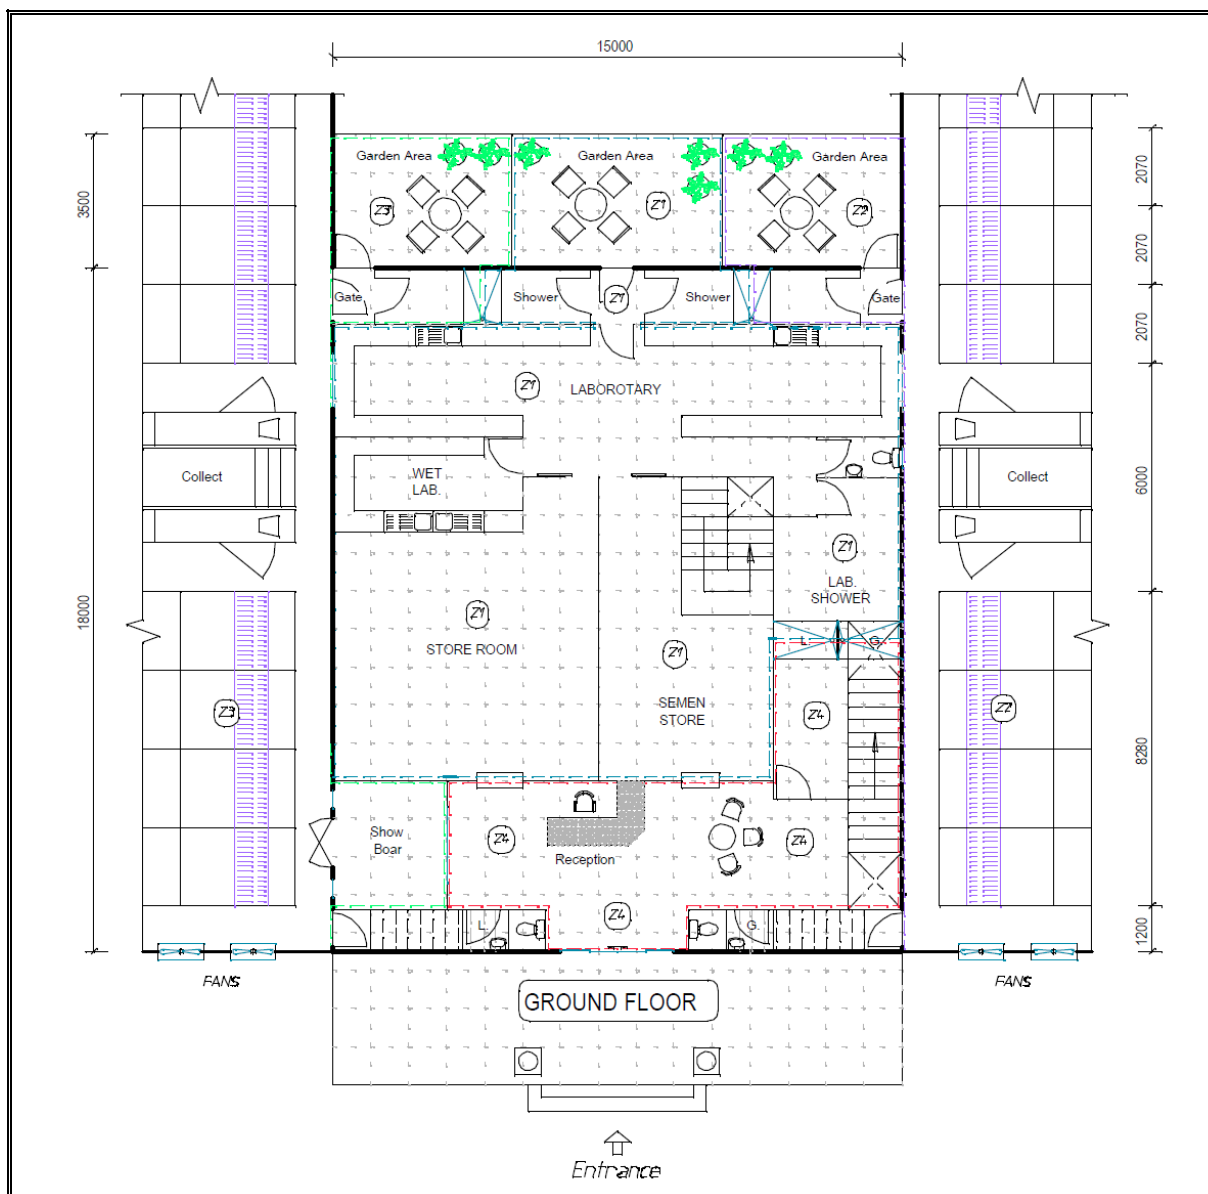 15000
Garden Area
Garden Area
Garden Area
3500
2070
Z3
Z1
Z2
2070
Gate
Shower
Z1
Shower
Gate
2070
Z1
LABOROTARY
Collect
WET
LAB.
Collect
6000
Z1
LAB.
SHOWER
18000
Z1
STORE ROOM
Z1
L
G
SEMEN
STORE
Z3
Z4
Z2
8280
Show
Boar
Z4
Z4
Reception
L
Z4
G
1200
FANS
FANS
GROUND FLOOR
Entrance